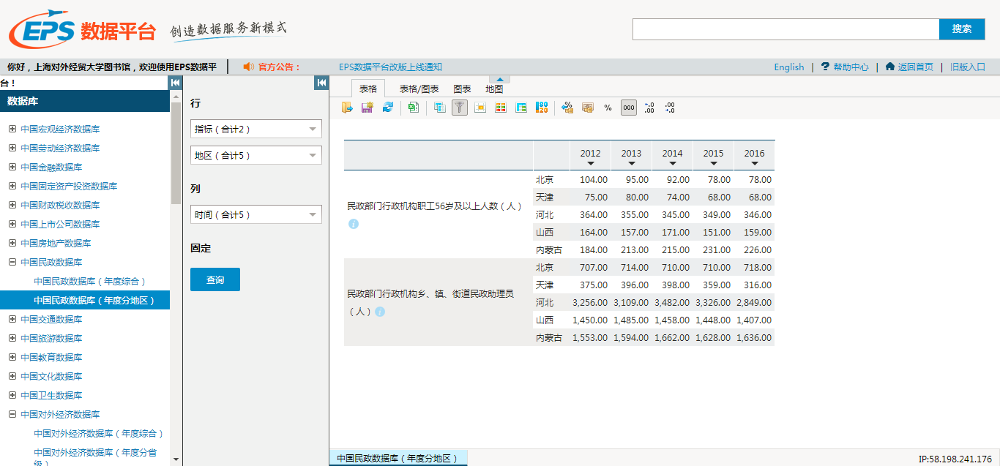 EPS 数据平台 创造数据服务新模式
搜索
你好，上海对外经贸大学图书馆，欢迎使用EPS数据平
台！
官方公告：
EPS数据平台改版上线通知
English | 帮助中心 | 返回首页 | 旧版入口
数据库
中国宏观经济数据库
中国劳动经济数据库
中国金融数据库
中国固定资产投资数据库
中国财政税收数据库
中国上市公司数据库
中国房地产数据库
中国民政数据库
中国民政数据库（年度综合）
中国民政数据库（年度分地区）
中国交通数据库
中国旅游数据库
中国教育数据库
中国文化数据库
中国卫生数据库
中国对外经济数据库
中国对外经济数据库（年度综合）
中国对外经济数据库（年度分省
级）
行
指标（合计2）
地区（合计5）
列
时间（合计5）
固定
查询
表格 表格/图表 图表 地图
% 000 +.0 .00 .00 +.0
2012 2013 2014 2015 2016
民政部门行政机构职工56岁及以上人数（人）
北京 104.00 95.00 92.00 78.00 78.00
天津 75.00 80.00 74.00 68.00 68.00
河北 364.00 355.00 345.00 349.00 346.00
山西 164.00 157.00 171.00 151.00 159.00
内蒙古 184.00 213.00 215.00 231.00 226.00
民政部门行政机构乡、镇、街道民政助理员
（人）
北京 707.00 714.00 710.00 710.00 718.00
天津 375.00 396.00 398.00 359.00 316.00
河北 3,256.00 3,109.00 3,482.00 3,326.00 2,849.00
山西 1,450.00 1,485.00 1,458.00 1,448.00 1,407.00
内蒙古 1,553.00 1,594.00 1,662.00 1,628.00 1,636.00
中国民政数据库（年度分地区）
IP:58.198.241.176